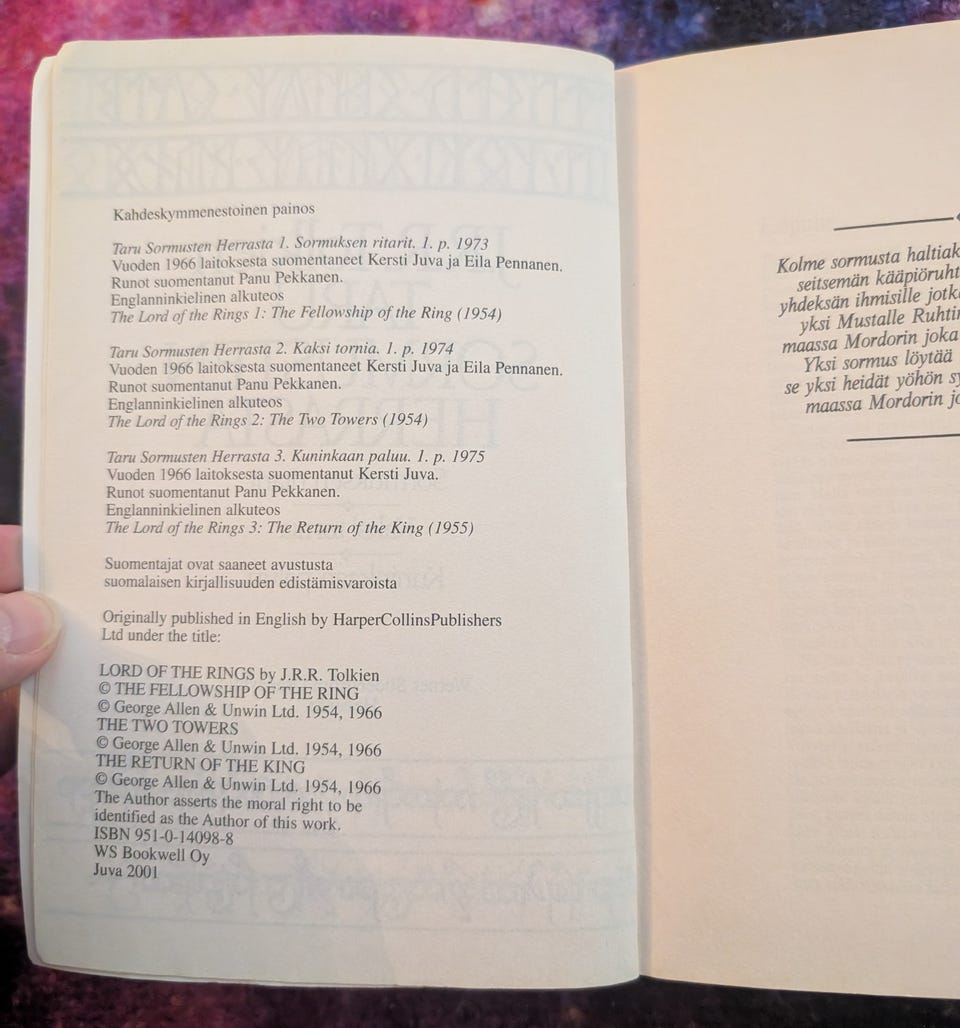 Kahdeskymmenestoinen painos
Taru Sormusten Herrasta 1. Sormuksen ritarit. 1. p. 1973
Vuoden 1966 laitoksesta suomentaneet Kersti Juva ja Eila Pennanen.
Runot suomentanut Panu Pekkanen.
Englanninkielinen alkuteos
The Lord of the Rings 1: The Fellowship of the Ring (1954)
Taru Sormusten Herrasta 2. Kaksi tornia. 1. p. 1974
Vuoden 1966 laitoksesta suomentaneet Kersti Juva ja Eila Pennanen.
Runot suomentanut Panu Pekkanen.
Englanninkielinen alkuteos
The Lord of the Rings 2: The Two Towers (1954)
Taru Sormusten Herrasta 3. Kuninkaan paluu. 1. p. 1975
Vuoden 1966 laitoksesta suomentanut Kersti Juva.
Runot suomentanut Panu Pekkanen.
Englanninkielinen alkuteos
The Lord of the Rings 3: The Return of the King (1955)
Suomentajat ovat saaneet avustusta
suomalaisen kirjallisuuden edistämisvaroista
Originally published in English by HarperCollinsPublishers
Ltd under the title:
LORD OF THE RINGS by J.R.R. Tolkien
© THE FELLOWSHIP OF THE RING
© George Allen & Unwin Ltd. 1954, 1966
THE TWO TOWERS
© George Allen & Unwin Ltd. 1954, 1966
THE RETURN OF THE KING
© George Allen & Unwin Ltd. 1954, 1966
The Author asserts the moral right to be
identified as the Author of this work.
ISBN 951-0-14098-8
WS Bookwell Oy
Juva 2001
Kolme sormusta haltiak
seitsemän kääpiöruht
yhdeksän ihmisille jotk
yksi Mustalle Ruhtin
maassa Mordorin joka
Yksi sormus löytää
se yksi heidät yöhön sy
maassa Mordorin jo